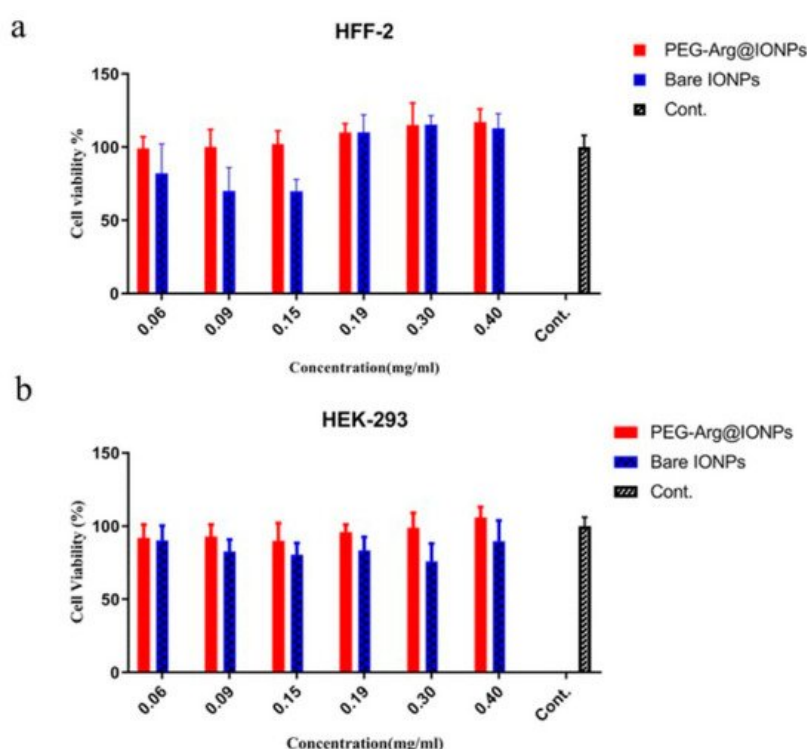 a
HFF-2
PEG-Arg@IONPs
Bare IONPs
Cont.
Cell viability %
150
100
50
0
0.06 0.09 0.15 0.19 0.30 0.40 Cont.
Concentration(mg/ml)
b
HEK-293
PEG-Arg@IONPs
Bare IONPs
Cont.
Cell Viability (%)
150
100
50
0
0.06 0.09 0.15 0.19 0.30 0.40 Cont.
Concentration(mg/ml)